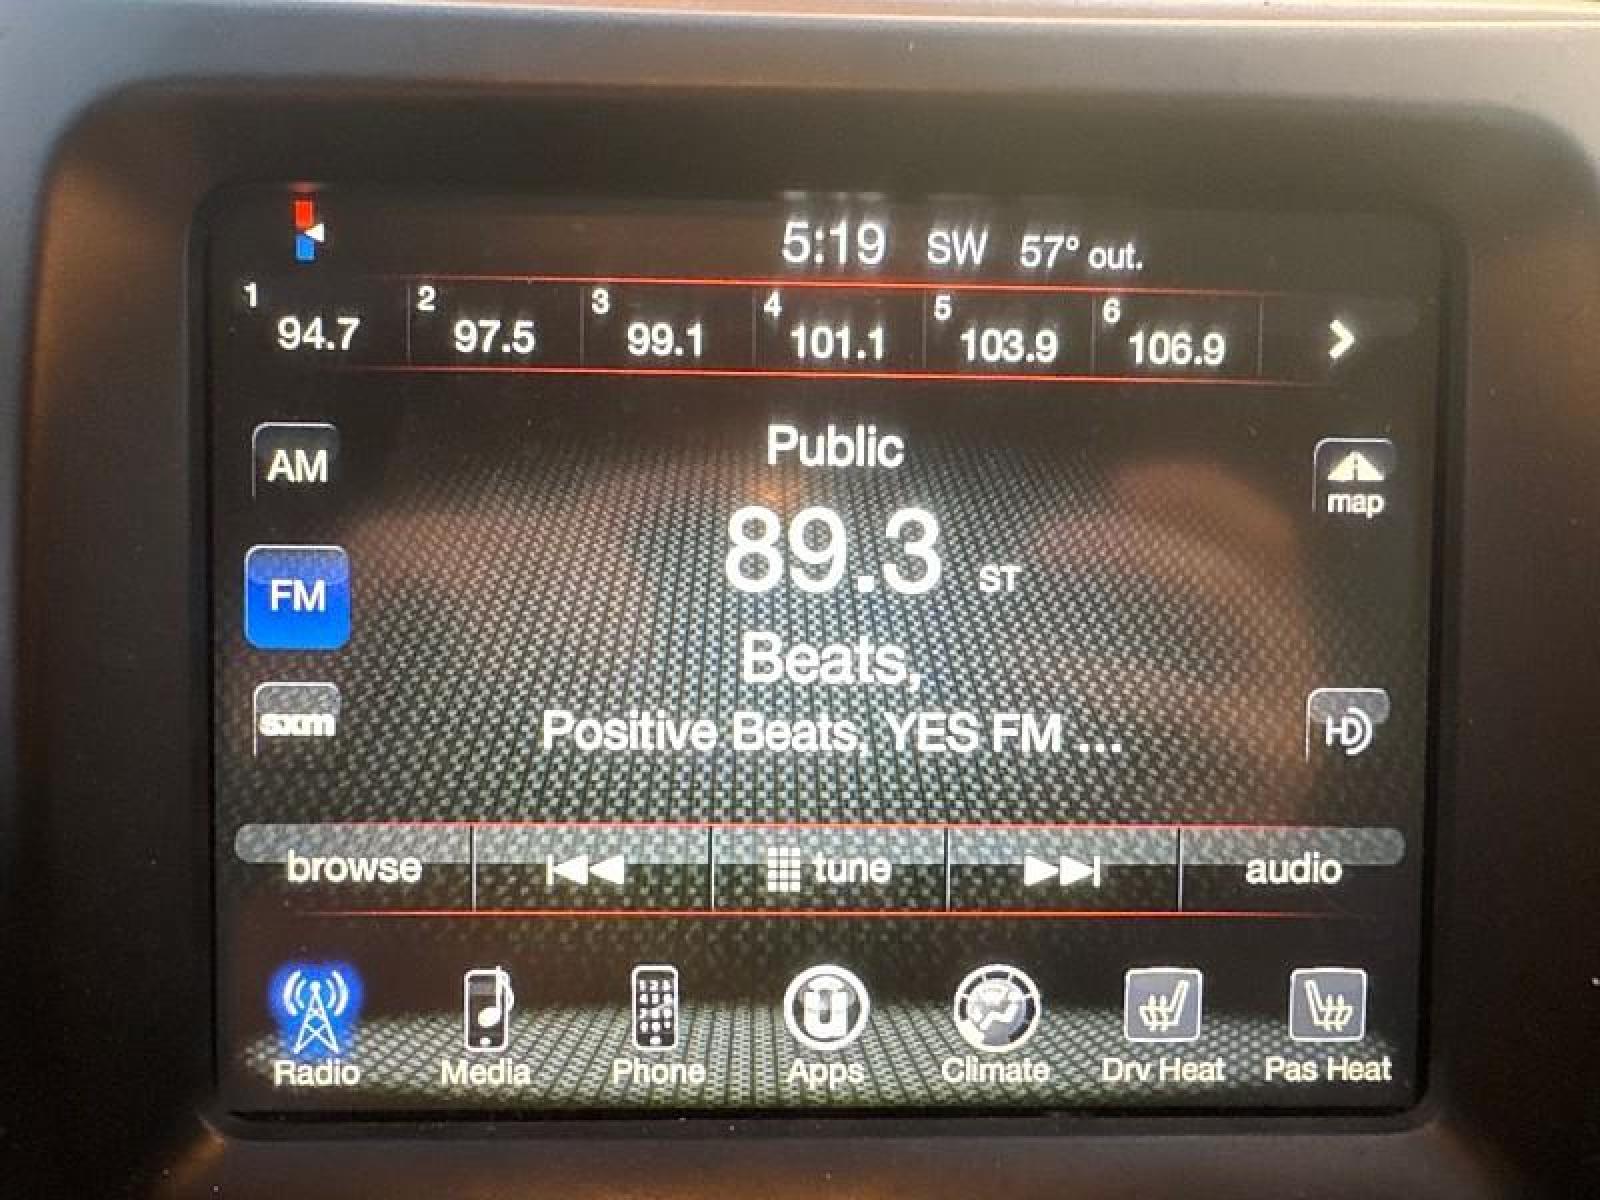 5:19 SW 57° out.
1 94.7 2 97.5 3 99.1 4 101.1 5 103.9 6 106.9
AM
Public
map
89.3 ST
FM
Beats,
sxm
Positive Beats, YES FM ...
HD
browse tune audio
Radio Media Phone Apps Climate Drv Heat Pas Heat